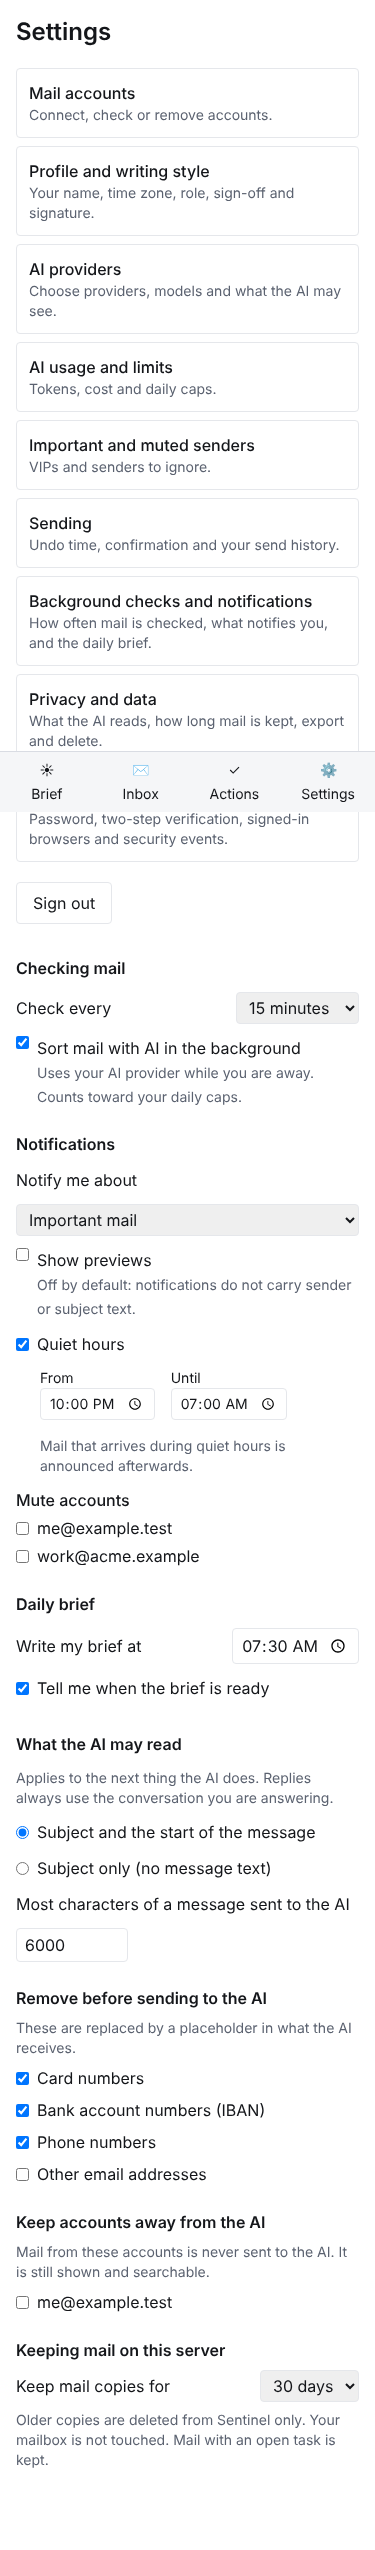 Settings
Mail accounts
Connect, check or remove accounts.
Profile and writing style
Your name, time zone, role, sign-off and
signature.
AI providers
Choose providers, models and what the AI may
see.
AI usage and limits
Tokens, cost and daily caps.
Important and muted senders
VIPs and senders to ignore.
Sending
Undo time, confirmation and your send history.
Background checks and notifications
How often mail is checked, what notifies you,
and the daily brief.
Privacy and data
What the AI reads, how long mail is kept, export
and delete.
Brief Inbox Actions Settings
Password, two-step verification, signed-in
browsers and security events.
Sign out
Checking mail
Check every 15 minutes
Sort mail with AI in the background
Uses your AI provider while you are away.
Counts toward your daily caps.
Notifications
Notify me about
Important mail
Show previews
Off by default: notifications do not carry sender
or subject text.
Quiet hours
From Until
10:00 PM 07:00 AM
Mail that arrives during quiet hours is
announced afterwards.
Mute accounts
me@example.test
work@acme.example
Daily brief
Write my brief at 07:30 AM
Tell me when the brief is ready
What the AI may read
Applies to the next thing the AI does. Replies
always use the conversation you are answering.
Subject and the start of the message
Subject only (no message text)
Most characters of a message sent to the AI
6000
Remove before sending to the AI
These are replaced by a placeholder in what the AI
receives.
Card numbers
Bank account numbers (IBAN)
Phone numbers
Other email addresses
Keep accounts away from the AI
Mail from these accounts is never sent to the AI. It
is still shown and searchable.
me@example.test
Keeping mail on this server
Keep mail copies for 30 days
Older copies are deleted from Sentinel only. Your
mailbox is not touched. Mail with an open task is
kept.